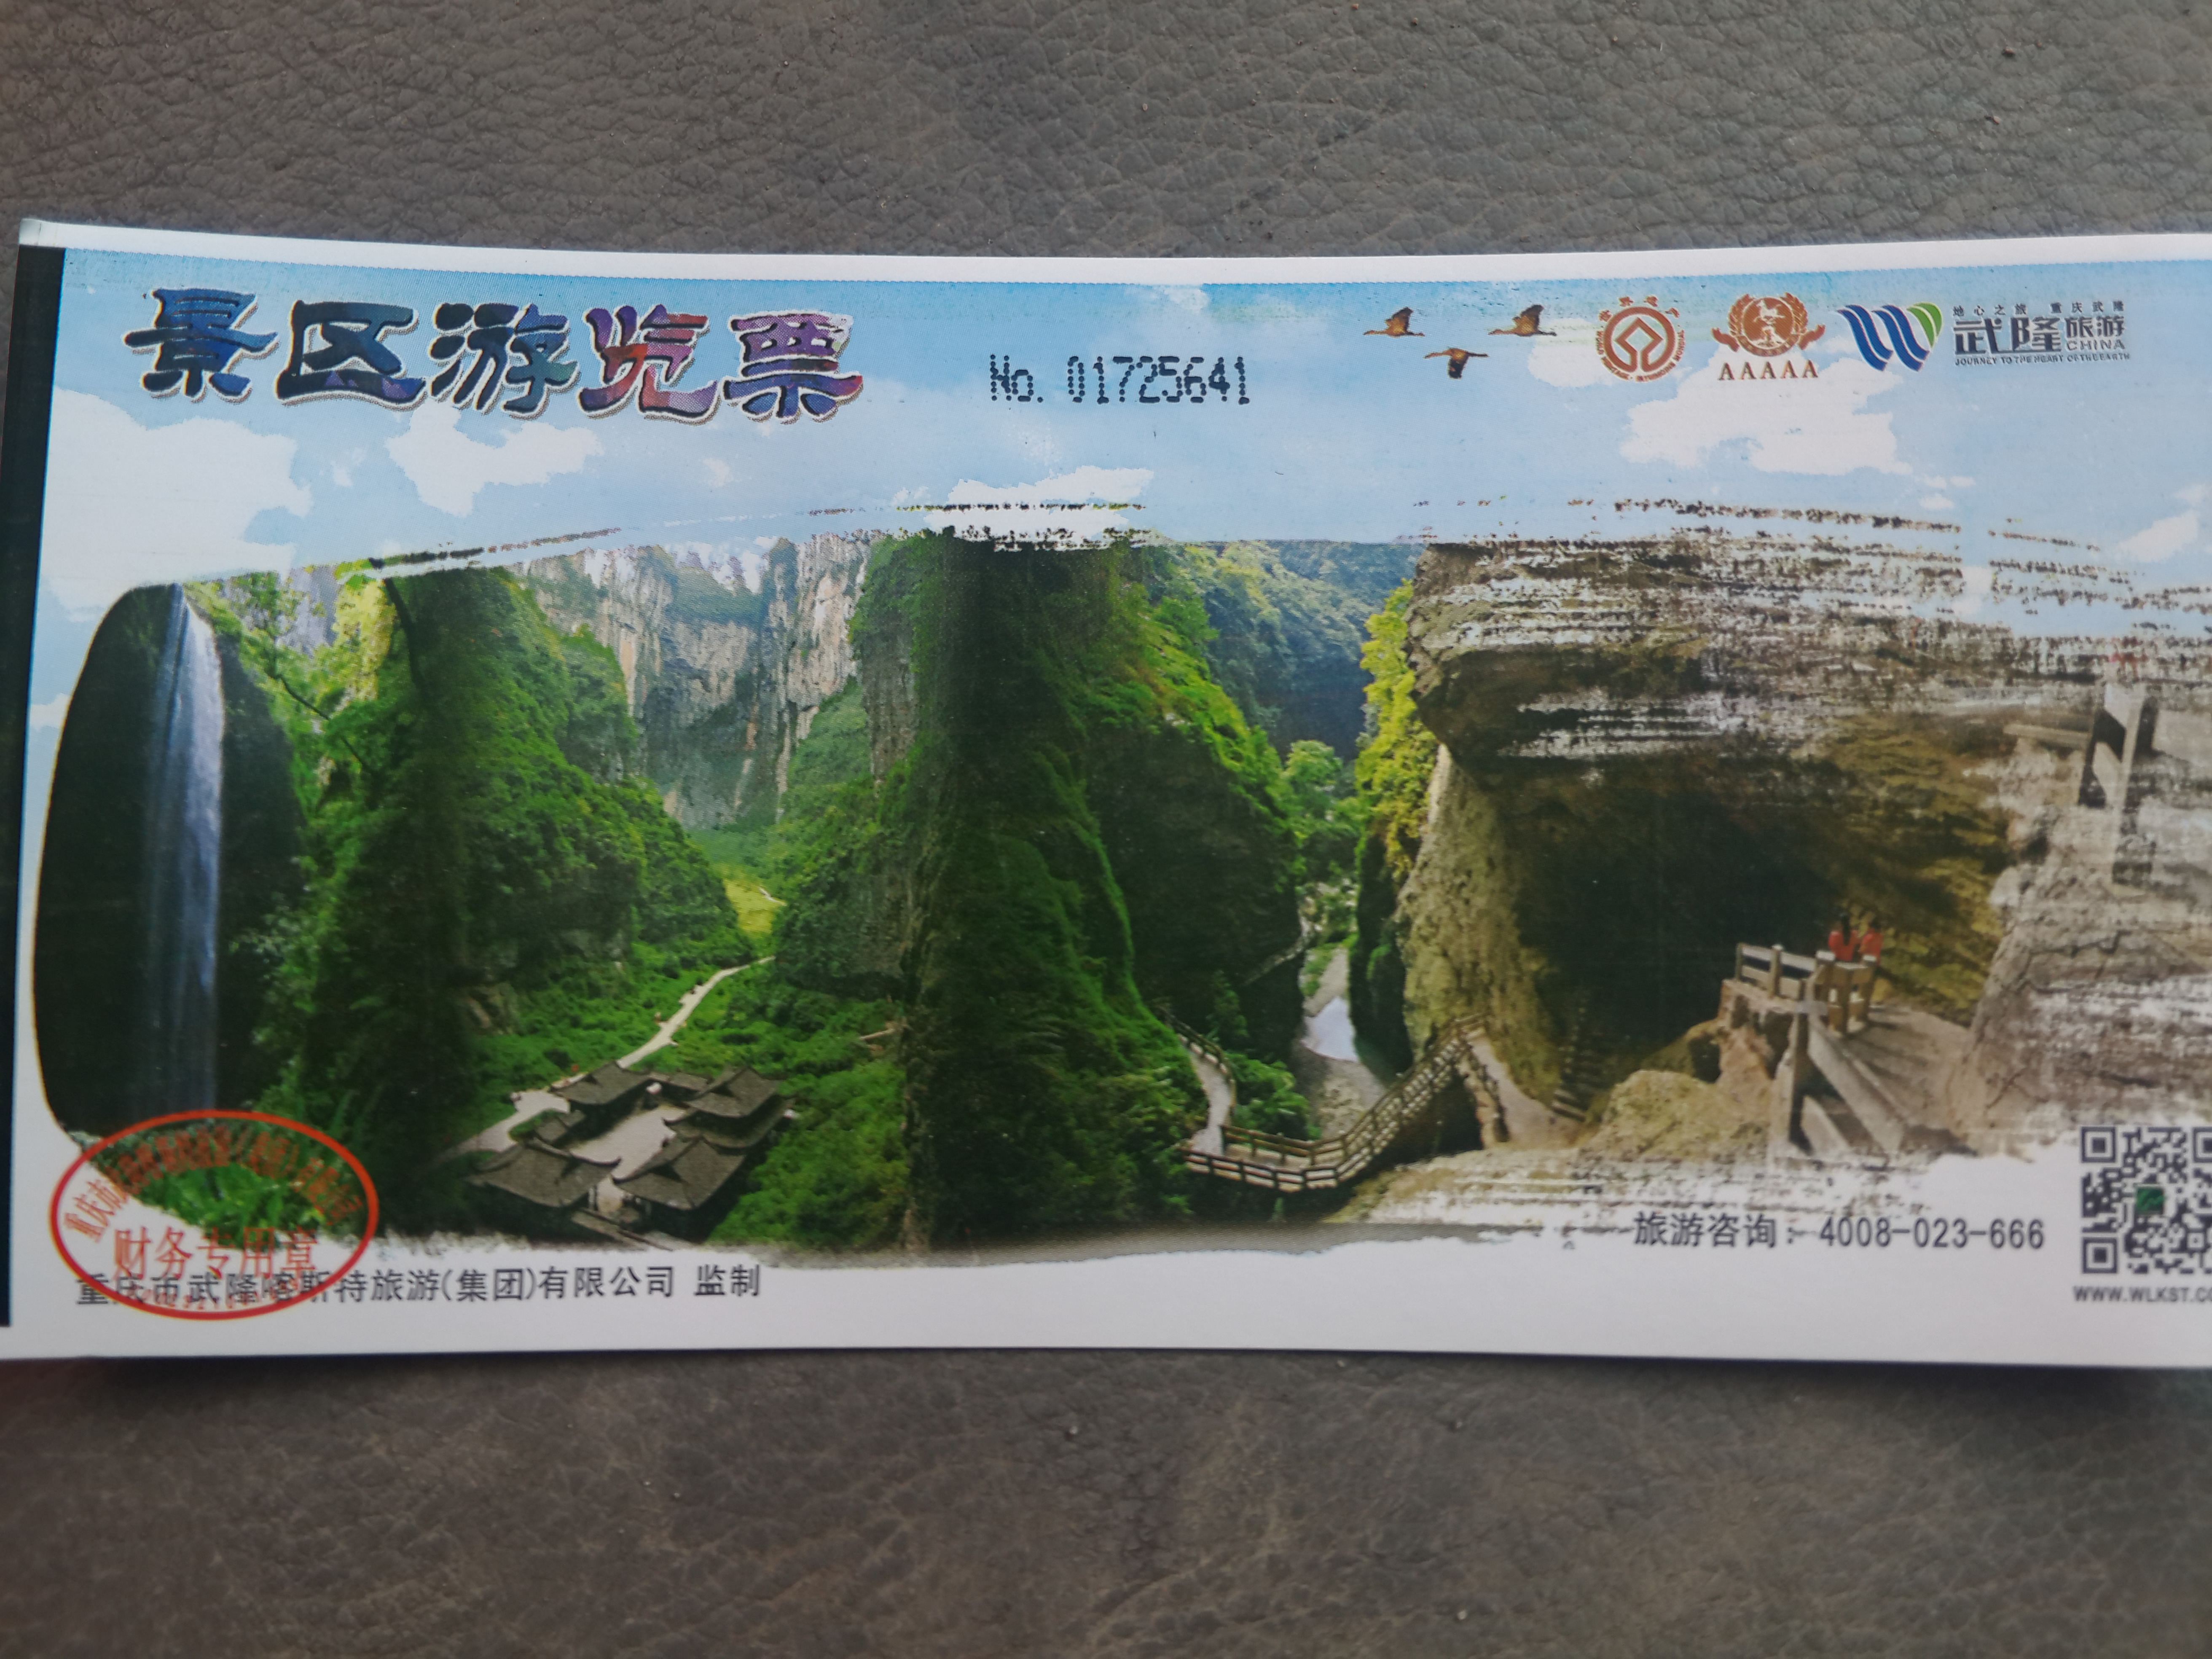 景区游览票
No. 01725641
AAAAA
地心之旅 重庆武隆
武隆旅游
CHINA
JOURNEY TO THE HEART OF THE EARTH
旅游咨询：4008-023-666
财务专用章
重庆市武隆喀斯特旅游(集团)有限公司 监制
WWW.WLKST.CO